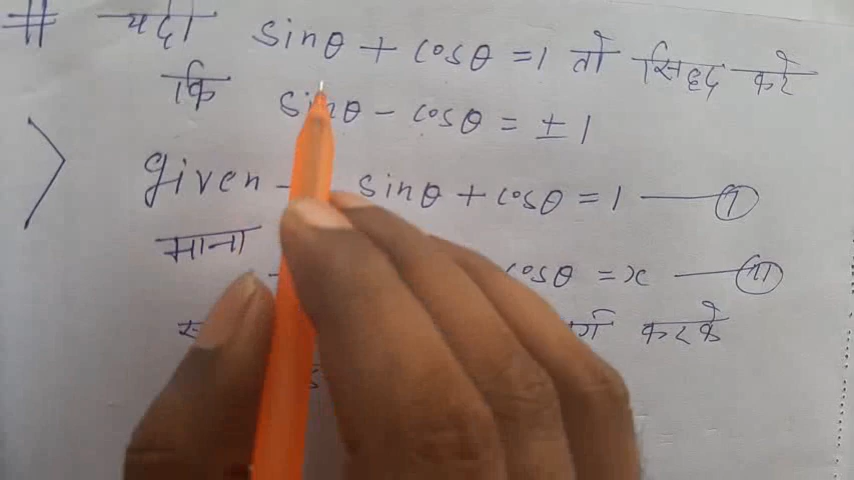 # यदी sinθ + cosθ = 1 तो सिद्द करे
कि sinθ - cosθ = ±1
Given - sinθ + cosθ = 1 —— (i)
माना cosθ = x —— (ii)
करके